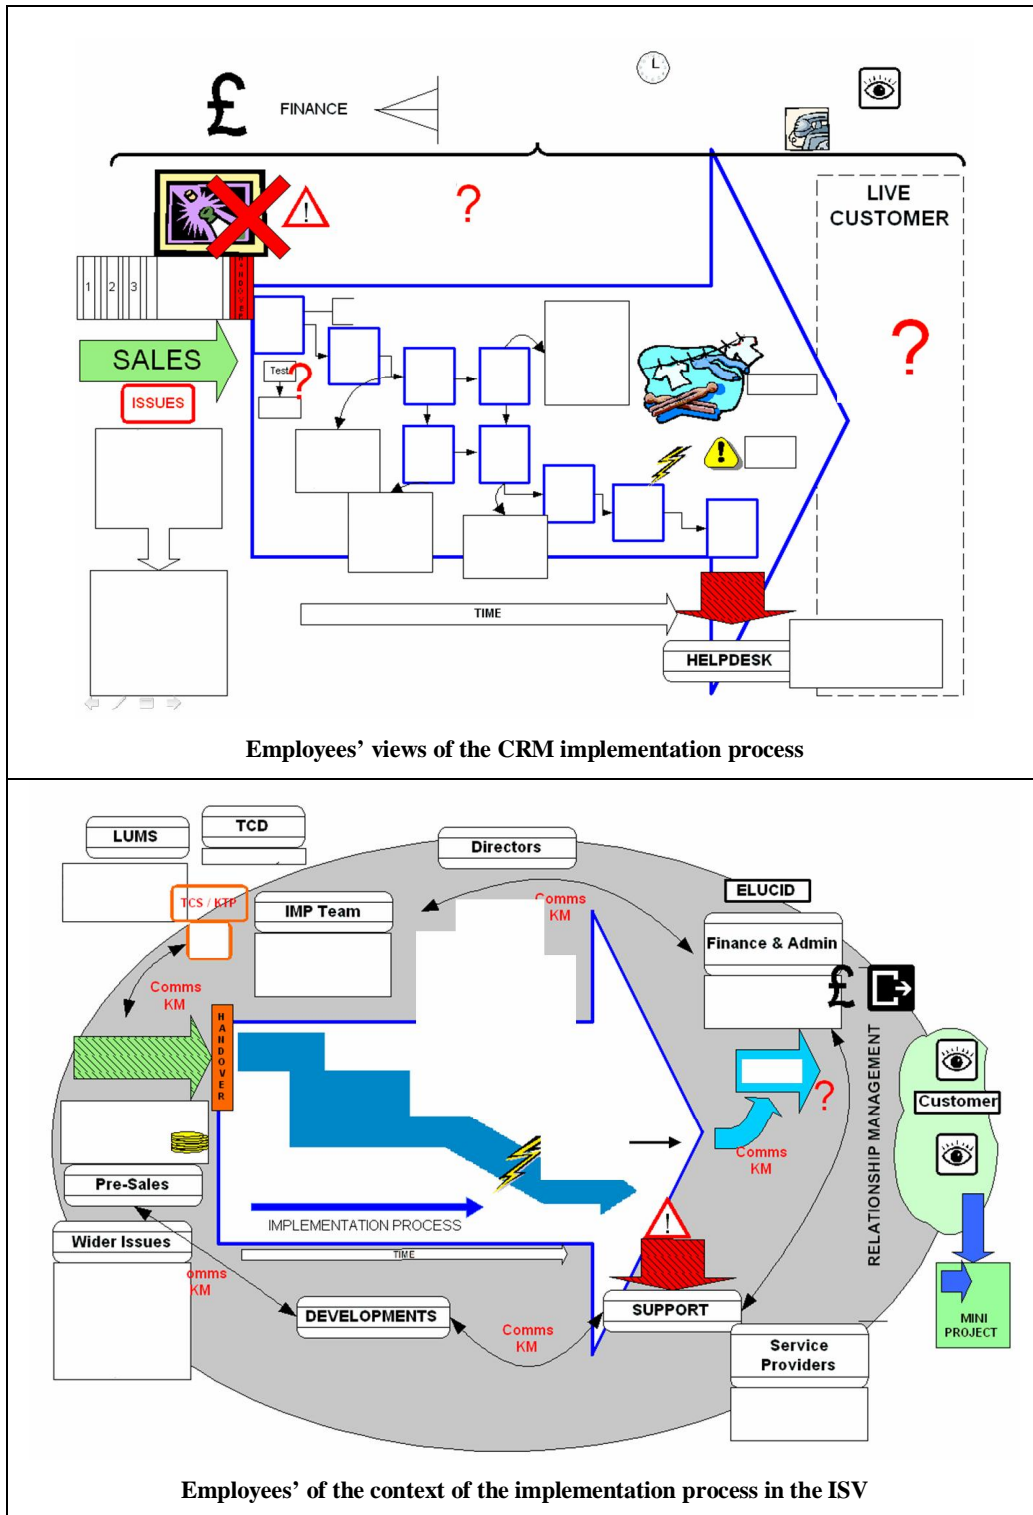 £
FINANCE
L
LIVE
CUSTOMER
!
?
1 2 3
HANDOVER
SALES
ISSUES
Test
?
?
!
TIME
HELPDESK
Employees’ views of the CRM implementation process
LUMS
TCD
Directors
TCS / KTP
IMP Team
Comms
KM
ELUCID
Finance & Admin
£
Comms
KM
HANDOVER
RELATIONSHIP MANAGEMENT
?
Customer
Comms
KM
Pre-Sales
IMPLEMENTATION PROCESS
TIME
!
Wider Issues
omms
KM
DEVELOPMENTS
Comms
KM
SUPPORT
MINI
PROJECT
Service
Providers
Employees’ of the context of the implementation process in the ISV